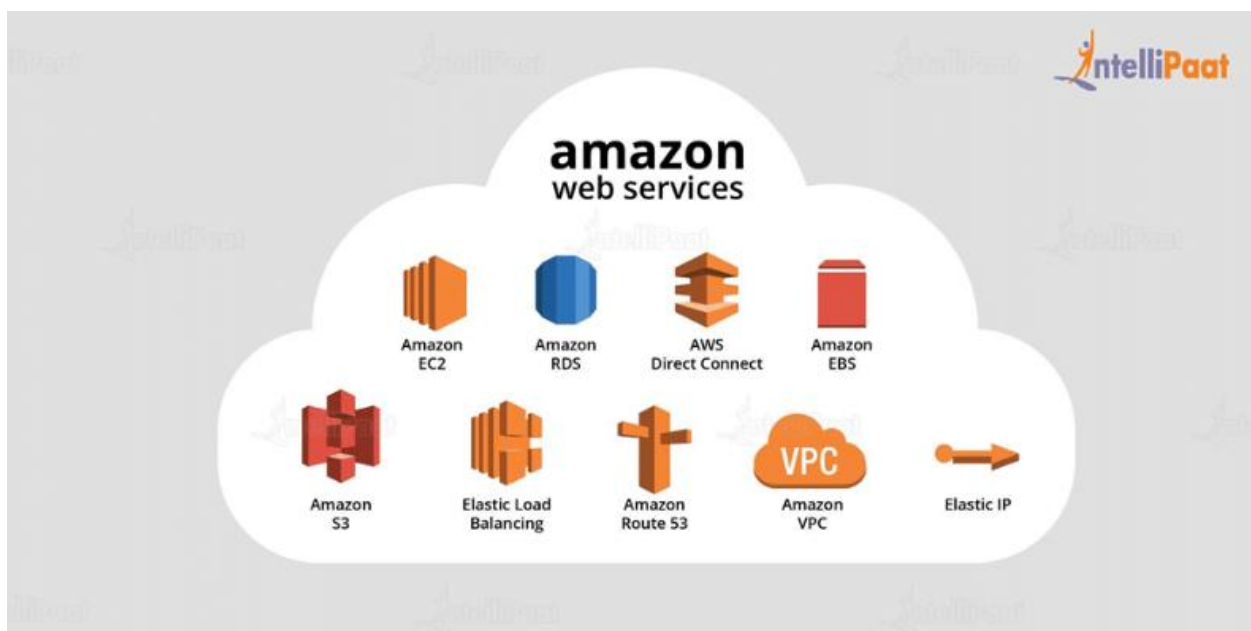 IntelliPaat
amazon
web services
Amazon
EC2
Amazon
RDS
AWS
Direct Connect
Amazon
EBS
Amazon
S3
Elastic Load
Balancing
Amazon
Route 53
VPC
Amazon
VPC
Elastic IP